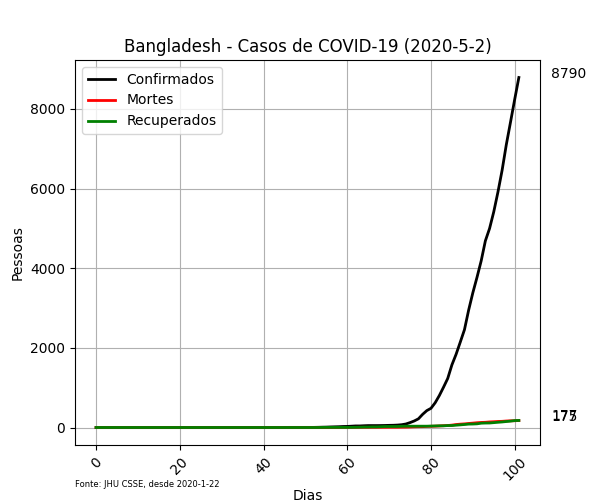 Bangladesh - Casos de COVID-19 (2020-5-2)
Confirmados
Mortes
Recuperados
8790
8000
6000
4000
2000
0
Pessoas
0
20
40
60
80
100
Dias
Fonte: JHU CSSE, desde 2020-1-22